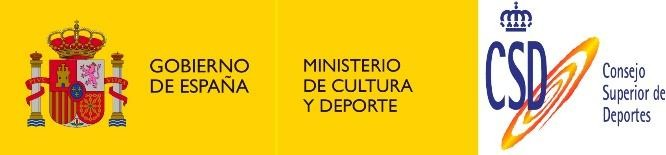 GOBIERNO
DE ESPAÑA
MINISTERIO
DE CULTURA
Y DEPORTE
CSD
Consejo
Superior de
Deportes